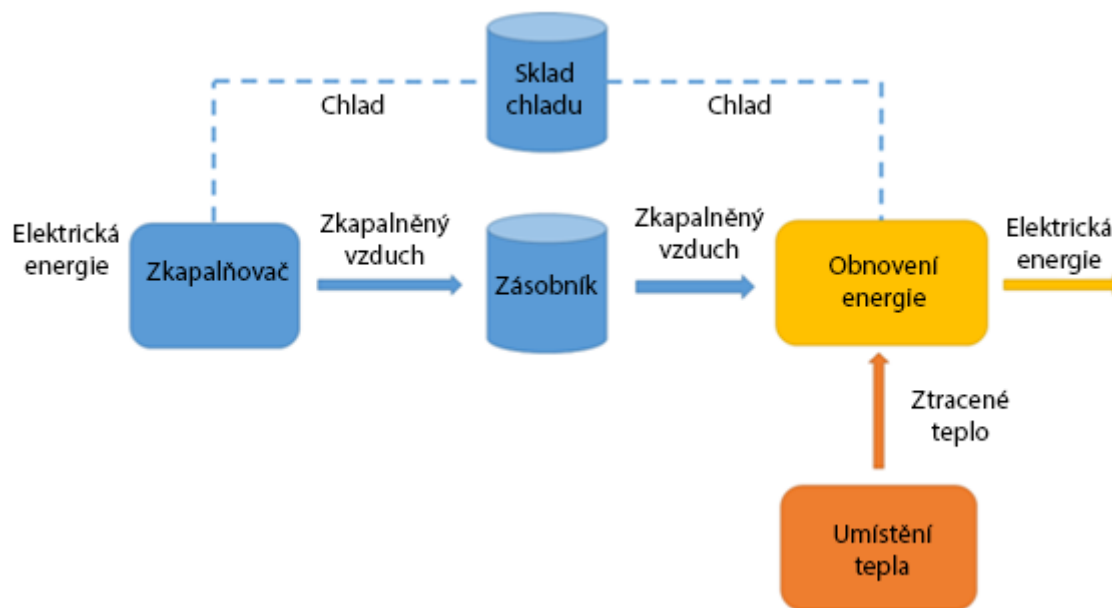 Sklad
chladu
Chlad
Chlad
Elektrická
energie
Zkapalňovač
Zkapalněný
vzduch
Zásobník
Zkapalněný
vzduch
Obnovení
energie
Elektrická
energie
Ztracené
teplo
Umístění
tepla